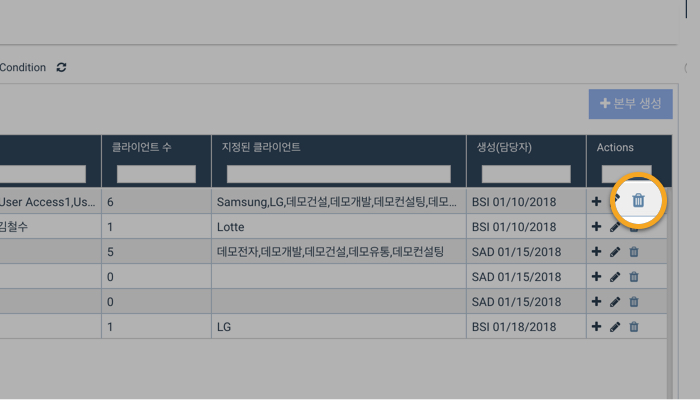 Condition
+ 본부 생성
클라이언트 수 지정된 클라이언트 생성(담당자) Actions
User Access1,Us... 6 Samsung,LG,데모건설,데모개발,데모컨설팅,데모... BSI 01/10/2018
김철수 1 Lotte BSI 01/10/2018
5 데모전자,데모개발,데모건설,데모유통,데모컨설팅 SAD 01/15/2018
0 SAD 01/15/2018
0 SAD 01/15/2018
1 LG BSI 01/18/2018